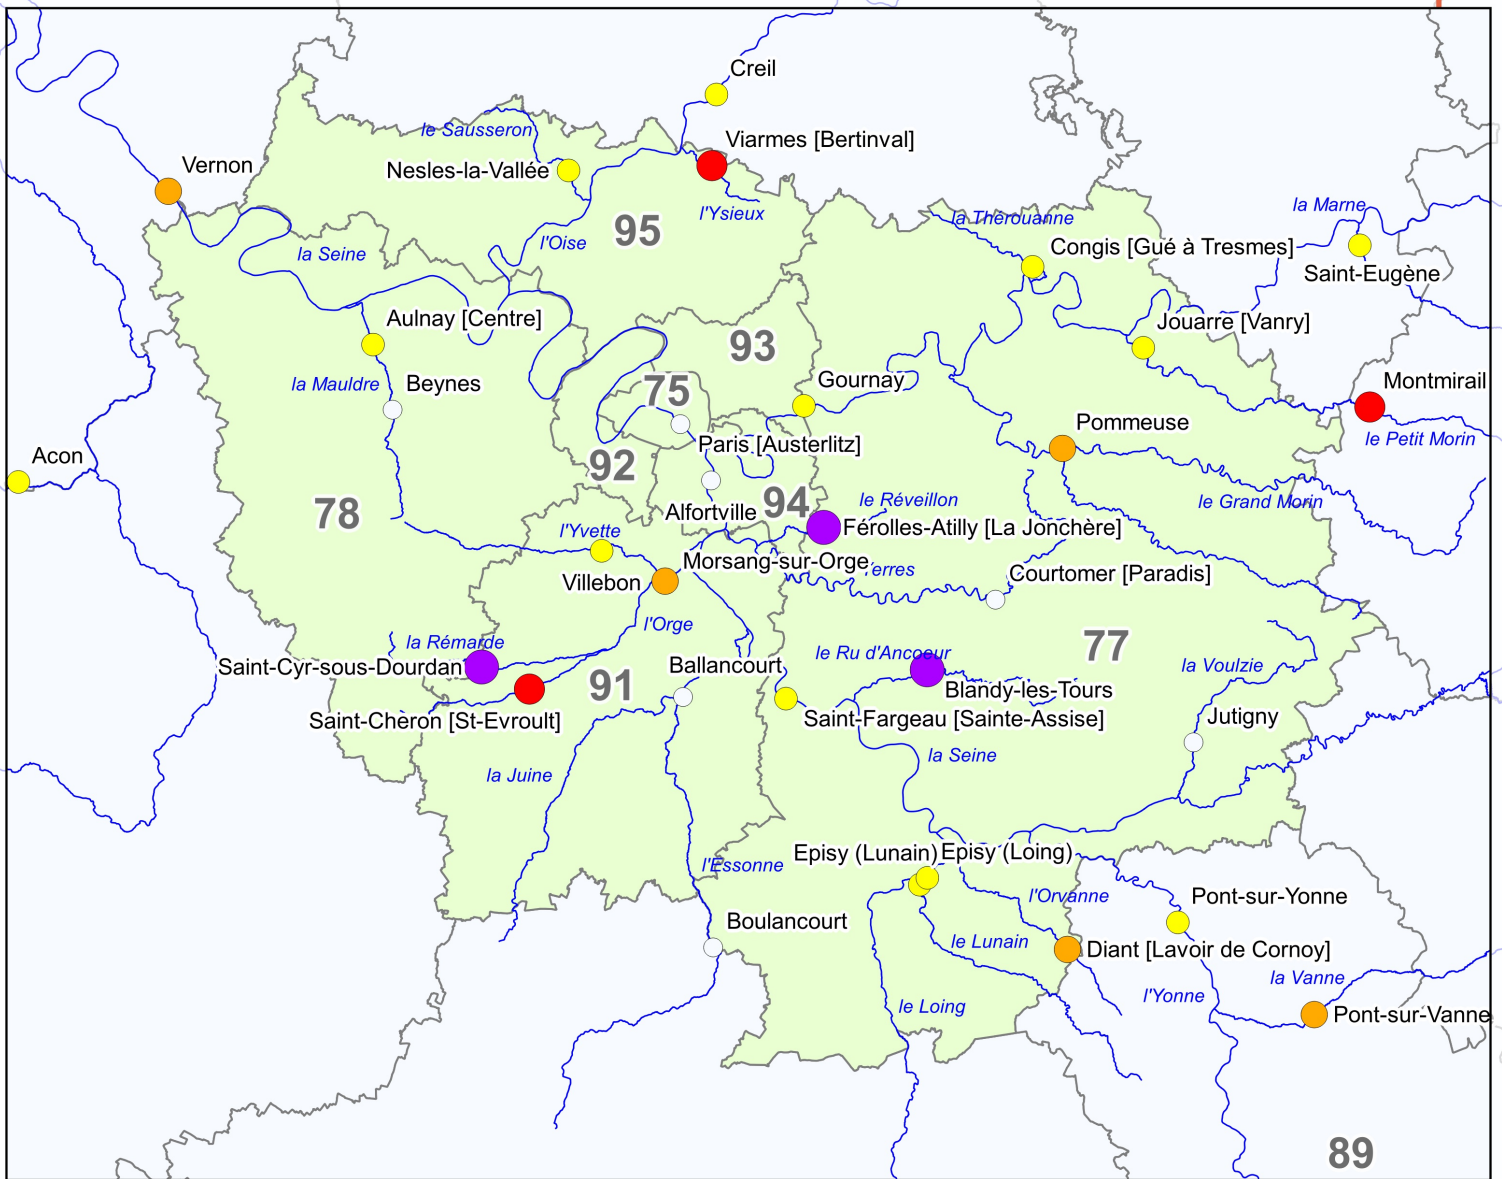 Creil
le Sausseron
Viarmes [Bertinval]
Vernon
Nesles-la-Vallée
l'Ysieux
la Marne
la Thérouanne
95
l'Oise
Congis [Gué à Tresmes]
la Seine
Saint-Eugène
Aulnay [Centre]
Jouarre [Vanry]
93
la Mauldre
Beynes
75
Gournay
Montmirail
Pommeuse
le Petit Morin
Paris [Austerlitz]
Acon
92
78
Alfortville
94
le Réveillon
le Grand Morin
l'Yvette
Férolles-Atilly [La Jonchère]
Morsang-sur-Orge
Yerres
Villebon
Courtomer [Paradis]
l'Orge
la Rémarde
77
Saint-Cyr-sous-Dourdan
Ballancourt
le Ru d'Ancoeur
la Voulzie
91
Blandy-les-Tours
Saint-Chéron [St-Evroult]
Saint-Fargeau [Sainte-Assise]
Jutigny
la Juine
la Seine
Episy (Lunain)
Episy (Loing)
l'Essonne
l'Orvanne
Pont-sur-Yonne
Boulancourt
le Lunain
Diant [Lavoir de Cornoy]
la Vanne
l'Yonne
le Loing
Pont-sur-Vanne
89